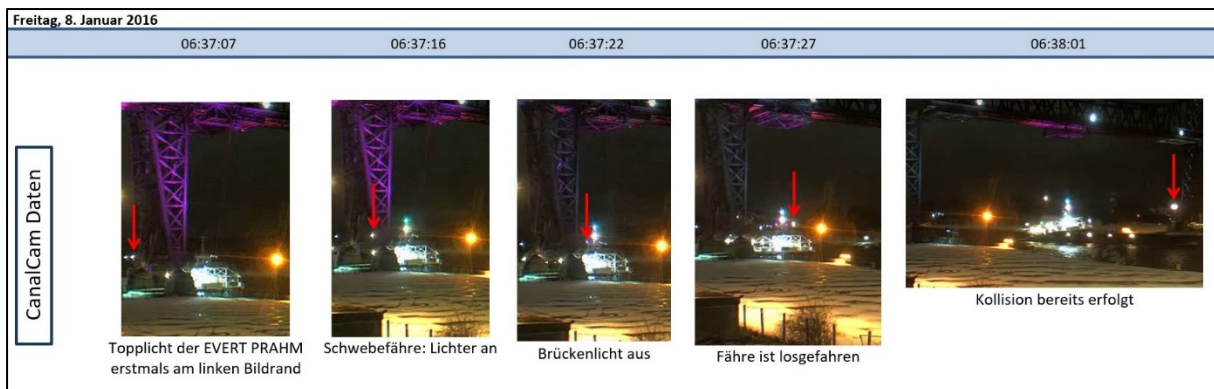 Freitag, 8. Januar 2016
06:37:07
06:37:16
06:37:22
06:37:27
06:38:01
CanalCam Daten
Topplicht der EVERT PRAHM
erstmals am linken Bildrand
Schwebefähre: Lichter an
Brückenlicht aus
Fähre ist losgefahren
Kollision bereits erfolgt